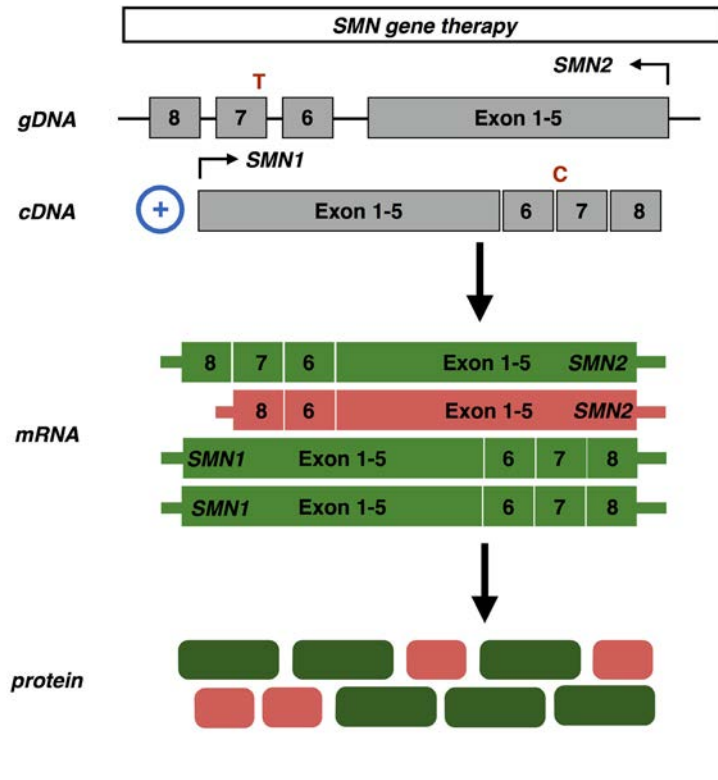 SMN gene therapy
SMN2
T
gDNA 8 7 6 Exon 1-5
SMN1
C
cDNA + Exon 1-5 6 7 8
8 7 6 Exon 1-5 SMN2
8 6 Exon 1-5 SMN2
mRNA
SMN1 Exon 1-5 6 7 8
SMN1 Exon 1-5 6 7 8
protein